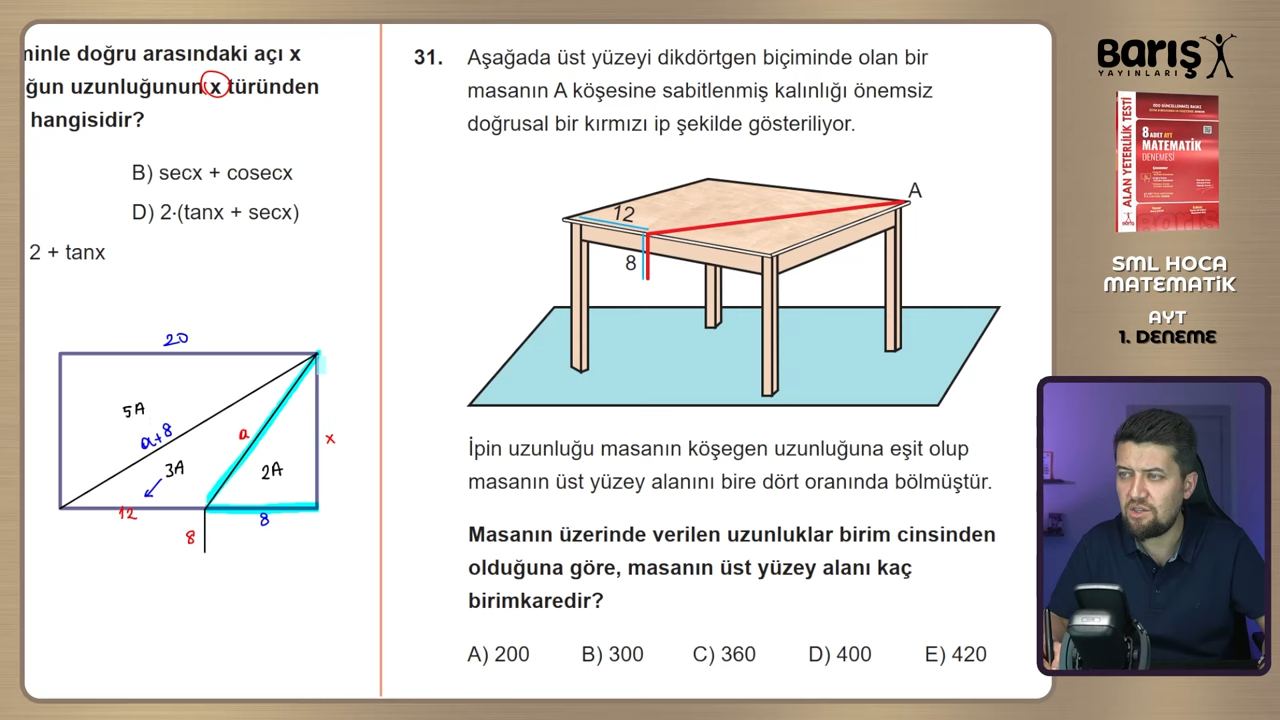 minle doğru arasındaki açı x
ğun uzunluğunun x türünden
hangisidir?
B) secx + cosecx
D) 2·(tanx + secx)
2 + tanx
20
5A
a+8
3A
a
2A
x
12
8
8
31. Aşağada üst yüzeyi dikdörtgen biçiminde olan bir
masanın A köşesine sabitlenmiş kalınlığı önemsiz
doğrusal bir kırmızı ip şekilde gösteriliyor.
A
12
8
İpin uzunluğu masanın köşegen uzunluğuna eşit olup
masanın üst yüzey alanını bire dört oranında bölmüştür.
Masanın üzerinde verilen uzunluklar birim cinsinden
olduğuna göre, masanın üst yüzey alanı kaç
birimkaredir?
A) 200 B) 300 C) 360 D) 400 E) 420
BARIŞ
YAYINLARI
ALAN YETERLİLİK TESTİ
8 ADET AYT
MATEMATİK
DENEMESİ
SML HOCA
MATEMATİK
AYT
1. DENEME